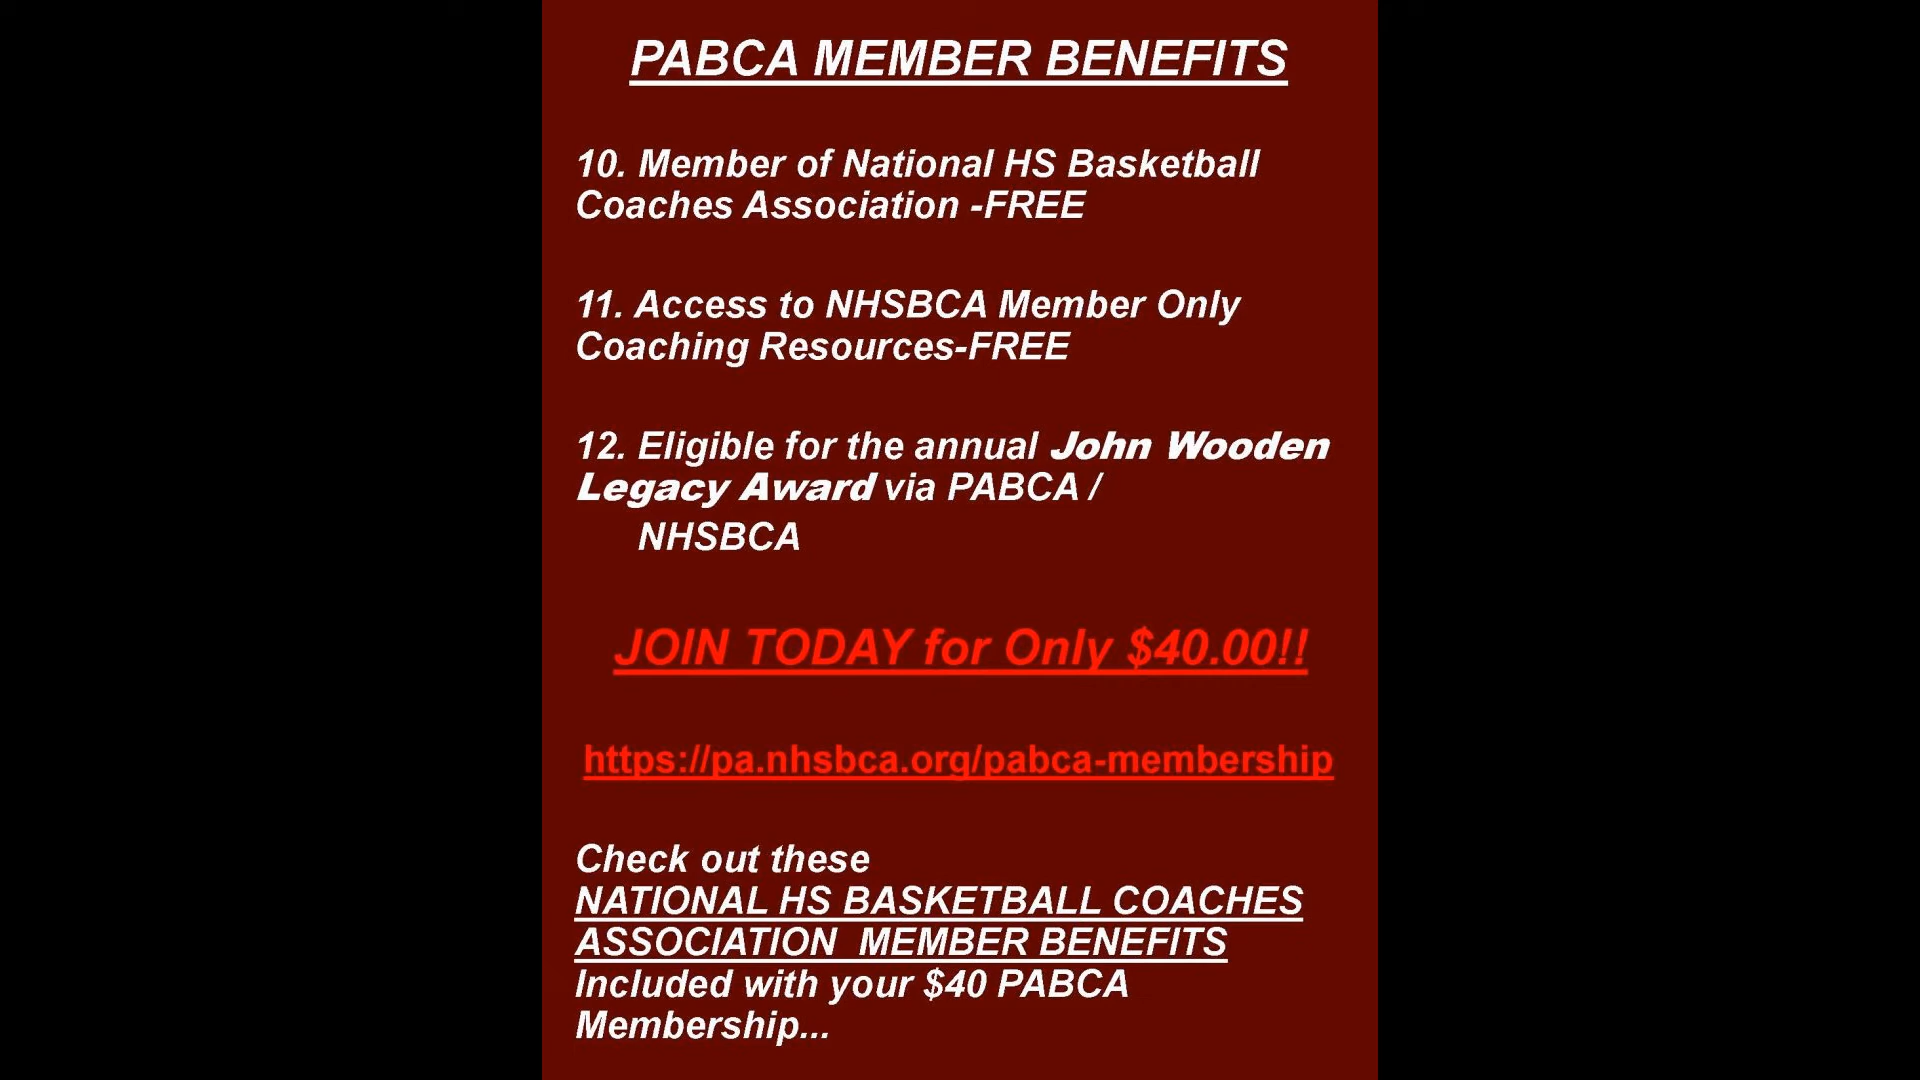 PABCA MEMBER BENEFITS
10. Member of National HS Basketball
Coaches Association -FREE
11. Access to NHSBCA Member Only
Coaching Resources-FREE
12. Eligible for the annual John Wooden
Legacy Award via PABCA /
NHSBCA
JOIN TODAY for Only $40.00!!
https://pa.nhsbca.org/pabca-membership
Check out these
NATIONAL HS BASKETBALL COACHES
ASSOCIATION  MEMBER BENEFITS
Included with your $40 PABCA
Membership...